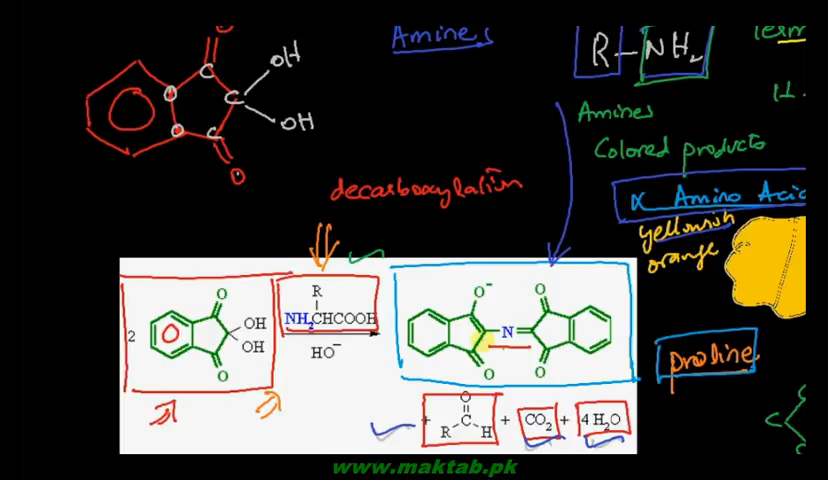 O
Amines
R-NH2
Term
OH
C
C
OH
C
O
H.
Amines
Colored products
α Amino Acid
yellowish
orange
decarboxylation
2
O
OH
OH
O
R
NH2CHCOOH
HO−
O−
N
O
O
O
proline
+
O
R C H
+ CO2 + 4 H2O
C
www.maktab.pk